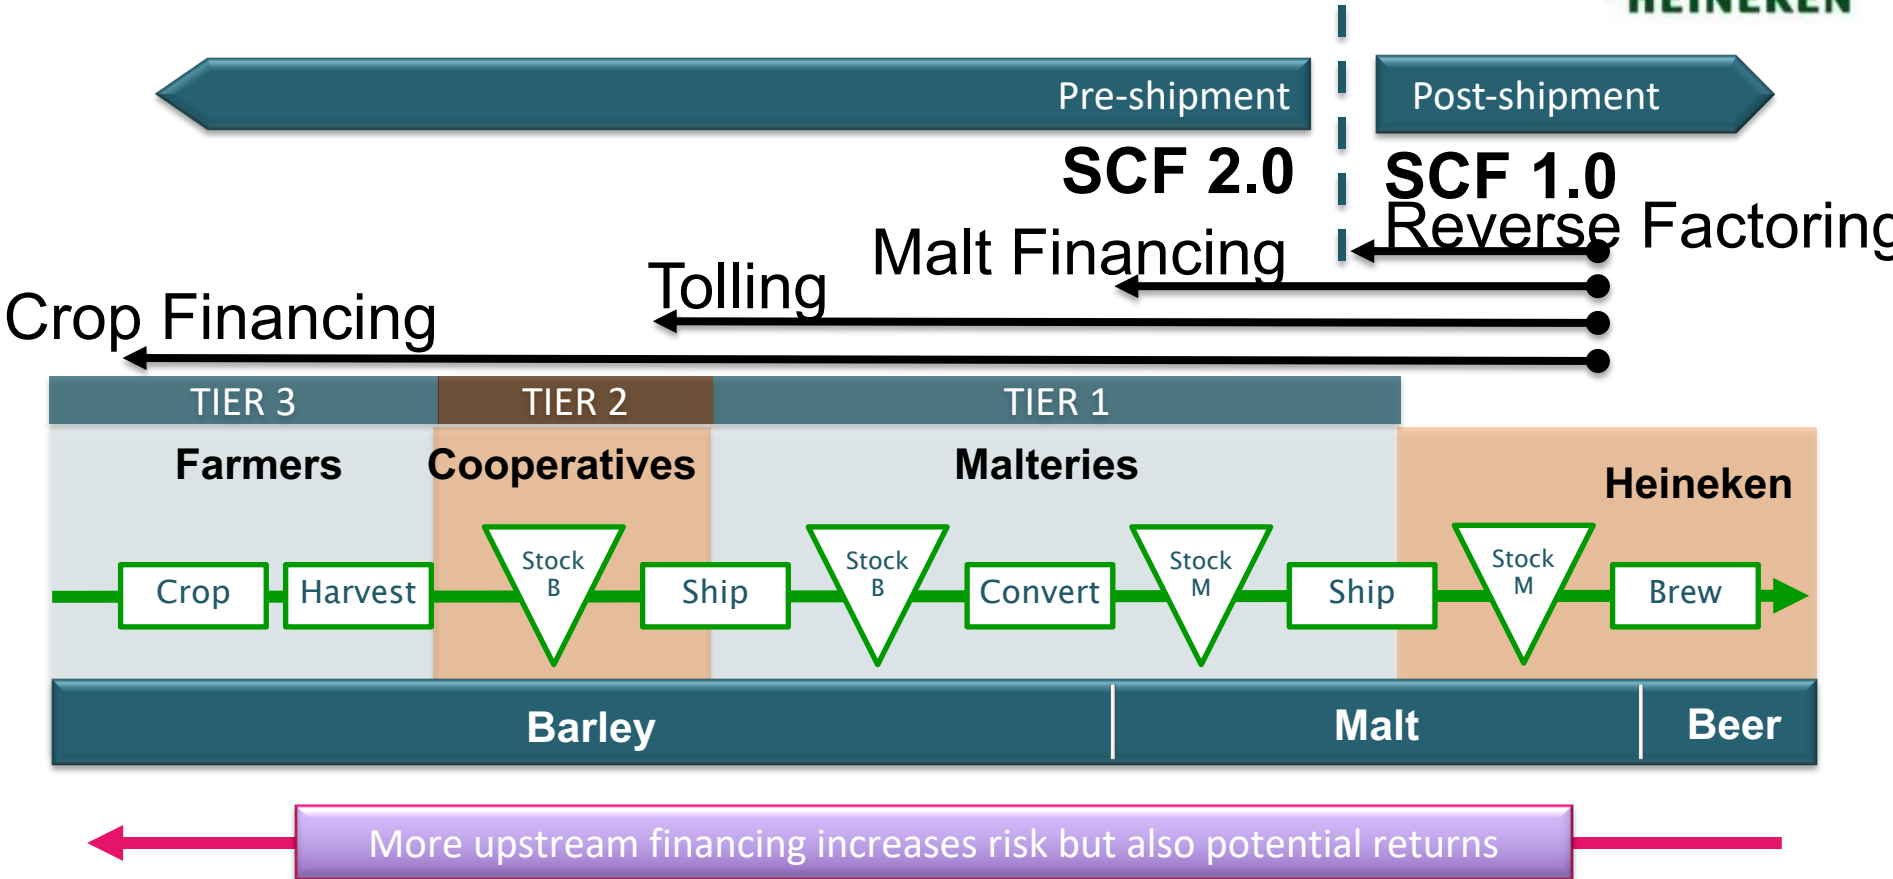 HEINEKEN
Pre-shipment
Post-shipment
SCF 2.0
SCF 1.0
Reverse Factoring
Malt Financing
Tolling
Crop Financing
TIER 3
TIER 2
TIER 1
Farmers
Cooperatives
Malteries
Heineken
Crop
Harvest
Stock
B
Ship
Stock
B
Convert
Stock
M
Ship
Stock
M
Brew
Barley
Malt
Beer
More upstream financing increases risk but also potential returns